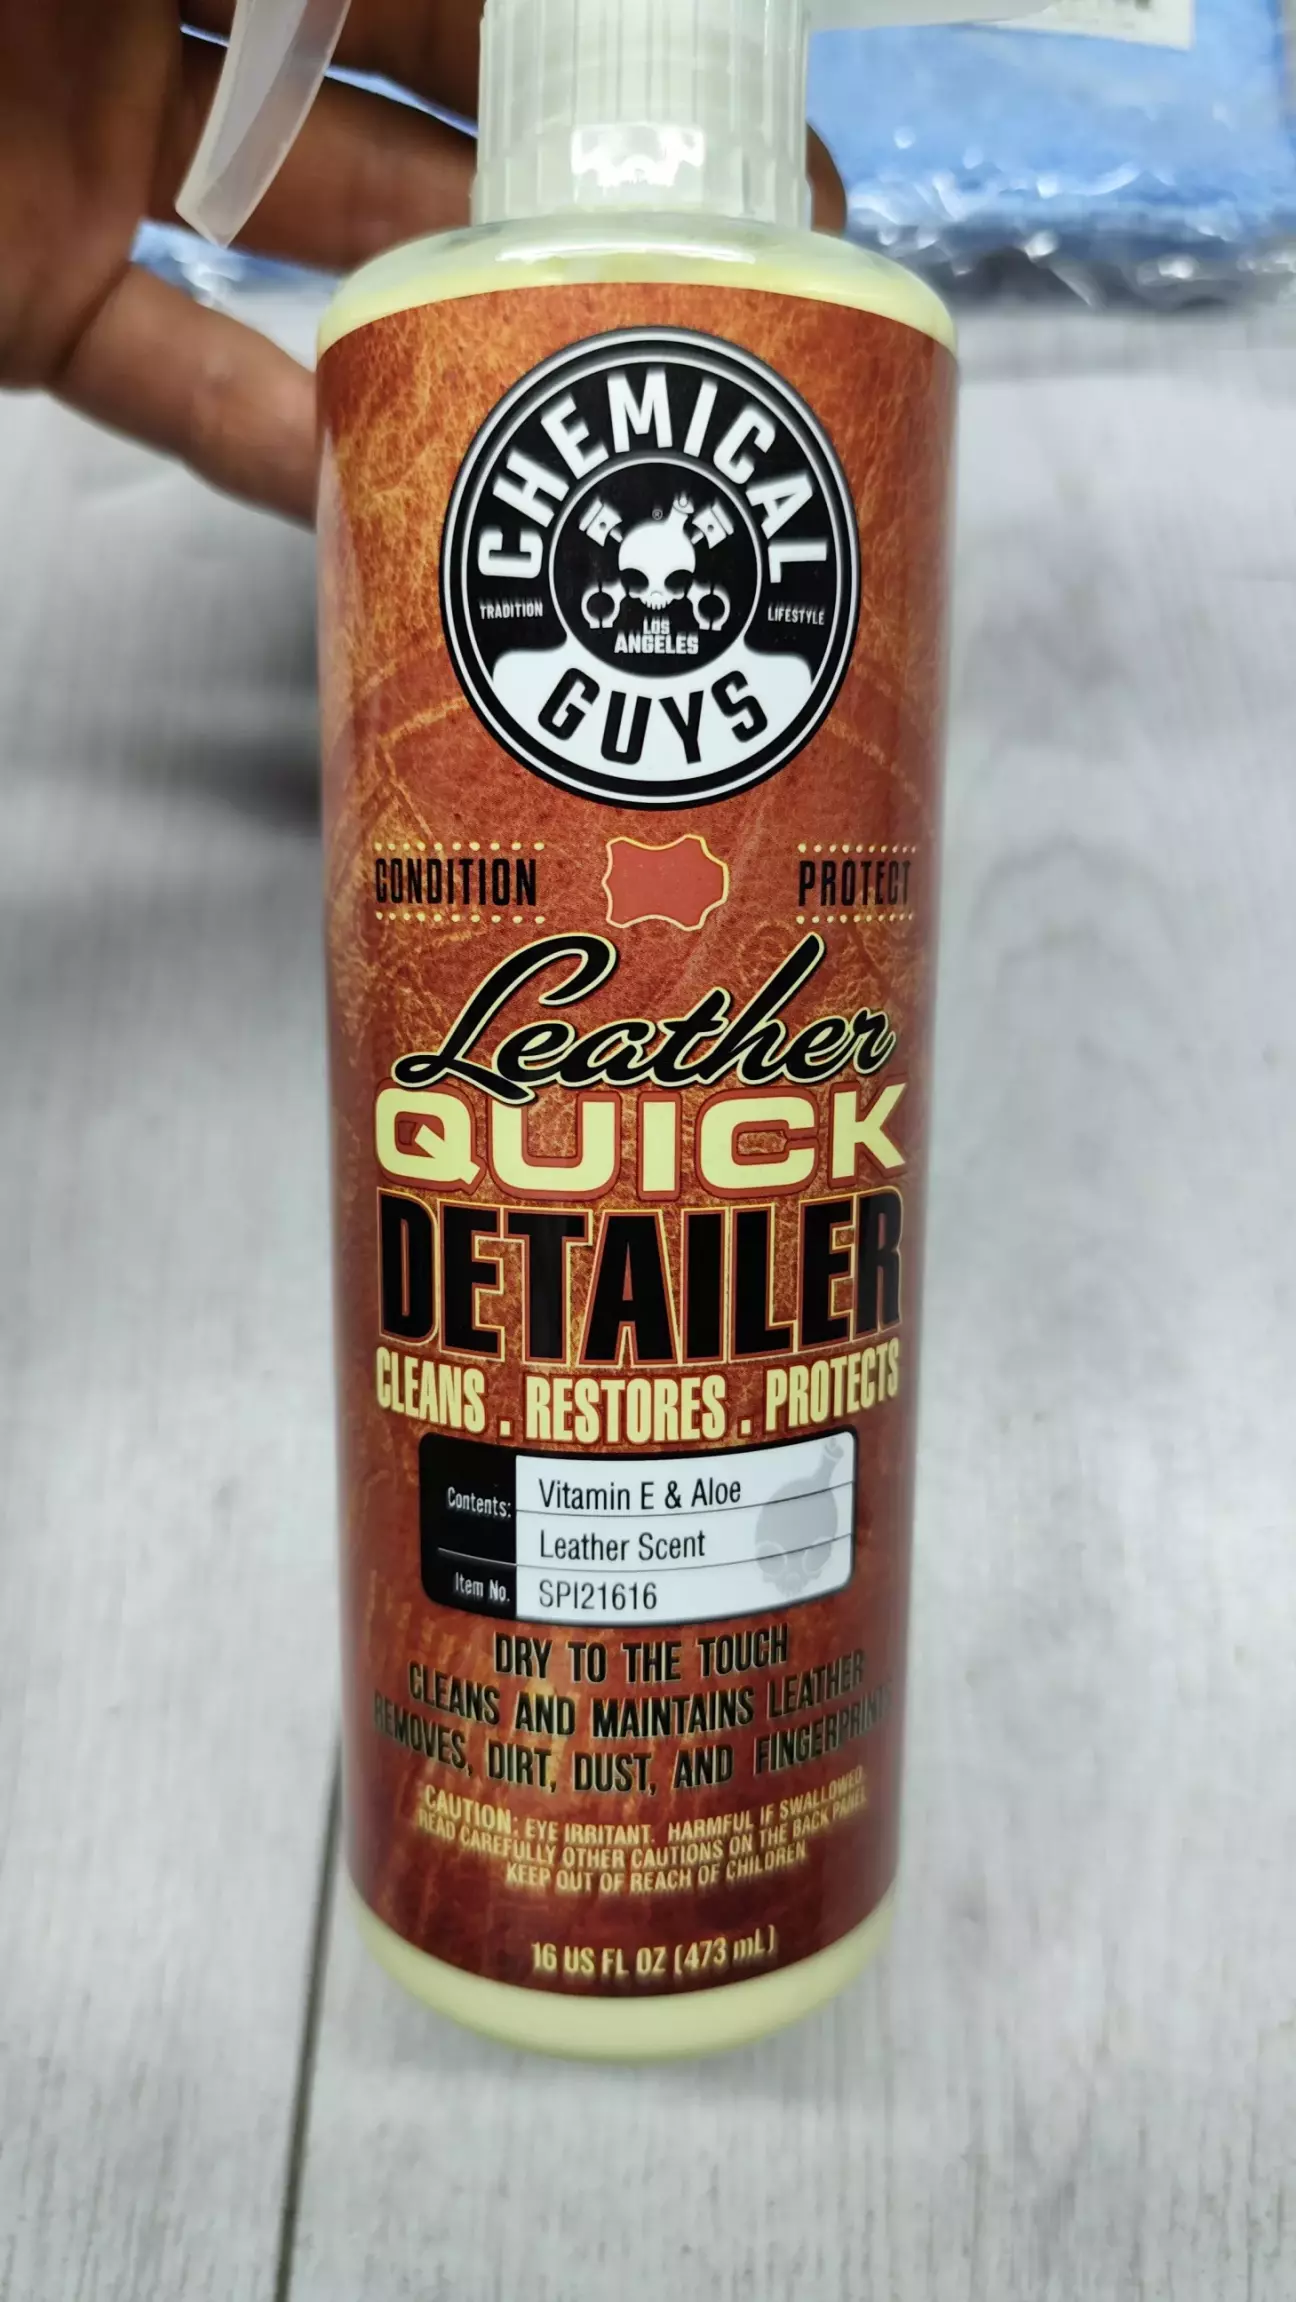 CHEMICAL
®
TRADITION
LIFESTYLE
LOS
ANGELES
GUYS
CONDITION
PROTECT
Leather
QUICK
DETAILER
CLEANS . RESTORES . PROTECTS
Contents: Vitamin E & Aloe
Leather Scent
Item No. SPI21616
DRY TO THE TOUCH
CLEANS AND MAINTAINS LEATHER
REMOVES, DIRT, DUST, AND FINGERPRINTS
CAUTION: EYE IRRITANT. HARMFUL IF SWALLOWED.
READ CAREFULLY OTHER CAUTIONS ON THE BACK PANEL
KEEP OUT OF REACH OF CHILDREN.
16 US FL OZ (473 mL)